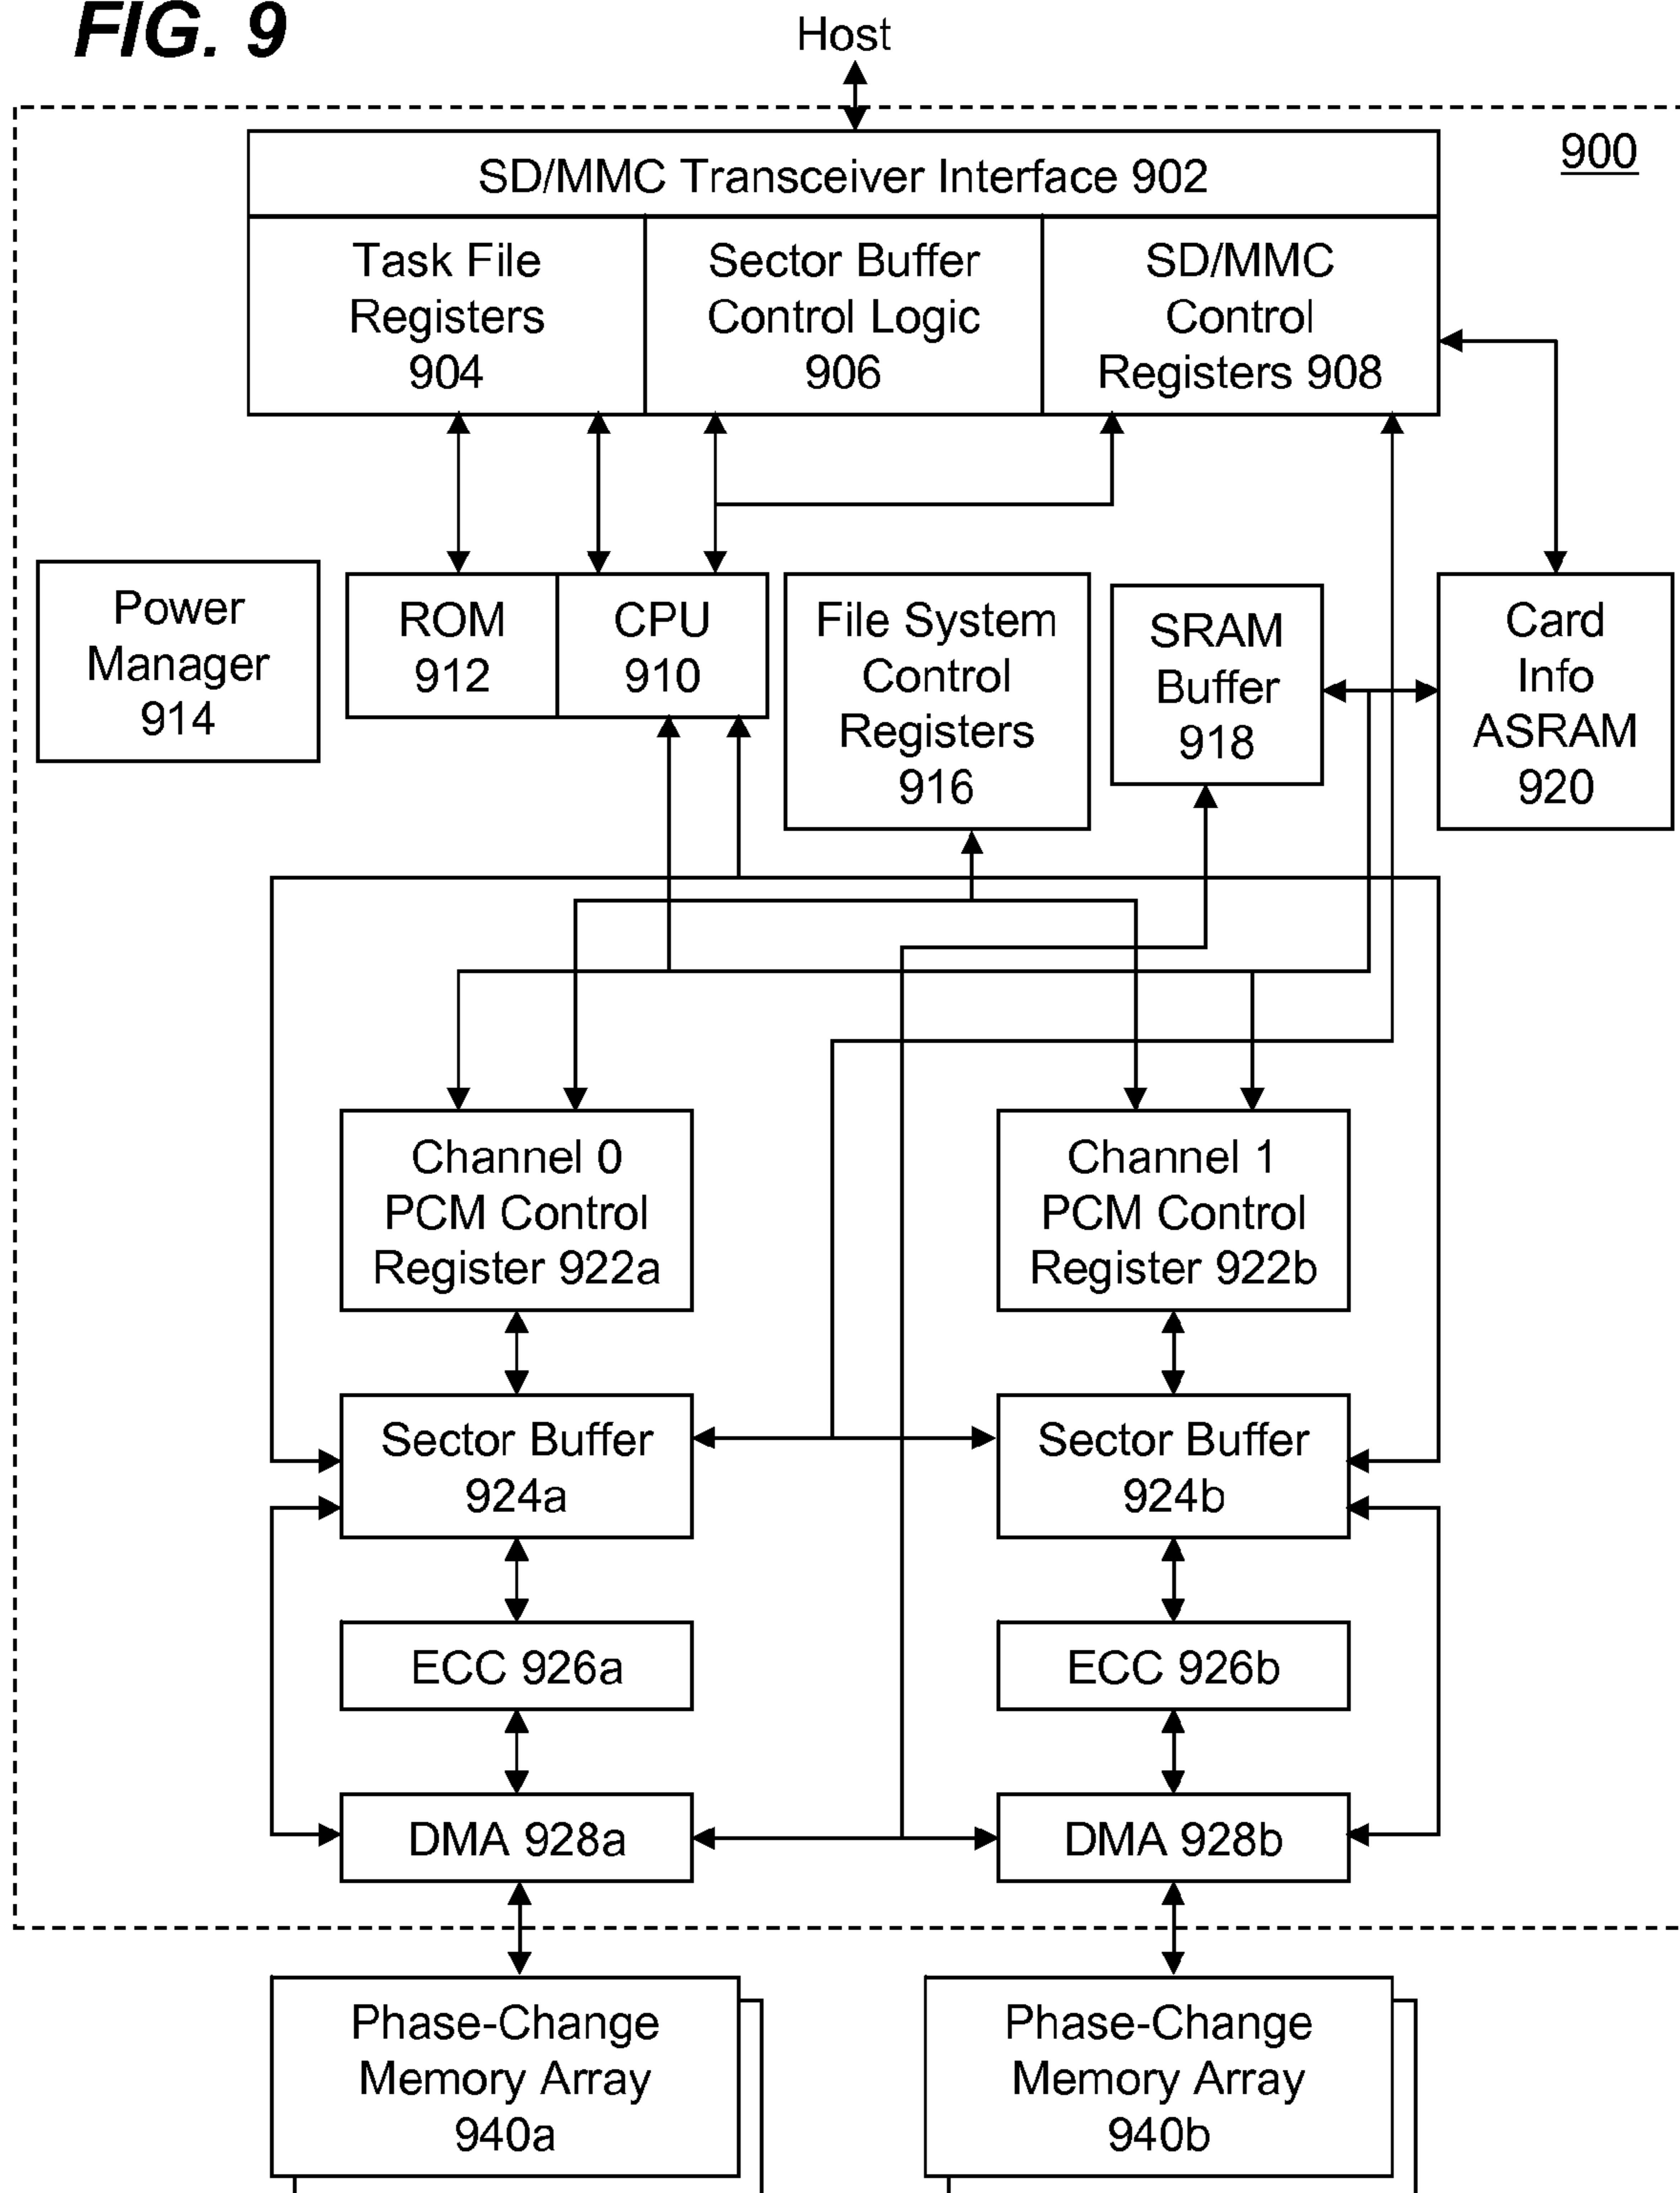 FIG. 9
Host
900
SD/MMC Transceiver Interface 902
Task File
Registers
904
Sector Buffer
Control Logic
906
SD/MMC
Control
Registers 908
Power
Manager
914
ROM
912
CPU
910
File System
Control
Registers
916
SRAM
Buffer
918
Card
Info
ASRAM
920
Channel 0
PCM Control
Register 922a
Channel 1
PCM Control
Register 922b
Sector Buffer
924a
Sector Buffer
924b
ECC 926a
ECC 926b
DMA 928a
DMA 928b
Phase-Change
Memory Array
940a
Phase-Change
Memory Array
940b